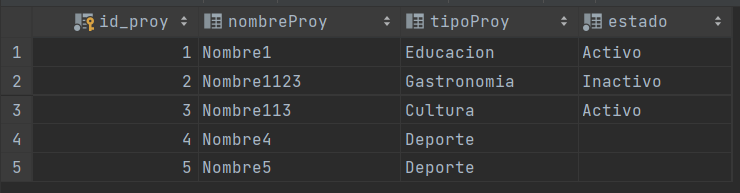 id_proy nombreProy tipoProy estado
1 1 Nombre1 Educacion Activo
2 2 Nombre1123 Gastronomia Inactivo
3 3 Nombre113 Cultura Activo
4 4 Nombre4 Deporte
5 5 Nombre5 Deporte